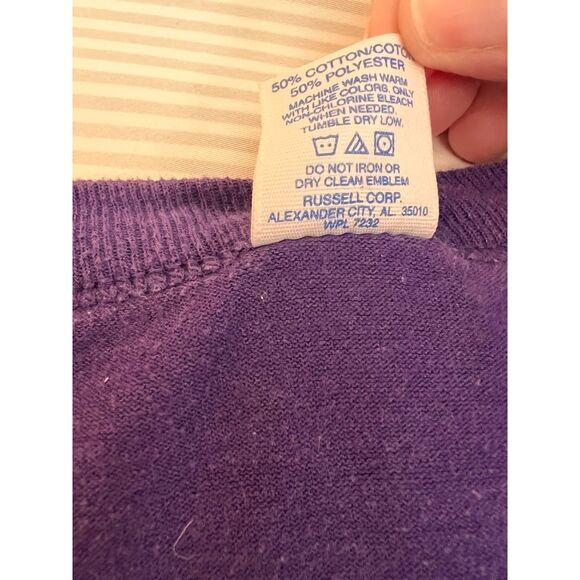 50% COTTON/COTO
50% POLYESTER
MACHINE WASH WARM
WITH LIKE COLORS. ONLY
NON-CHLORINE BLEACH
WHEN NEEDED.
TUMBLE DRY LOW.
DO NOT IRON OR
DRY CLEAN EMBLEM
RUSSELL CORP.
ALEXANDER CITY, AL. 35010
WPL 7232